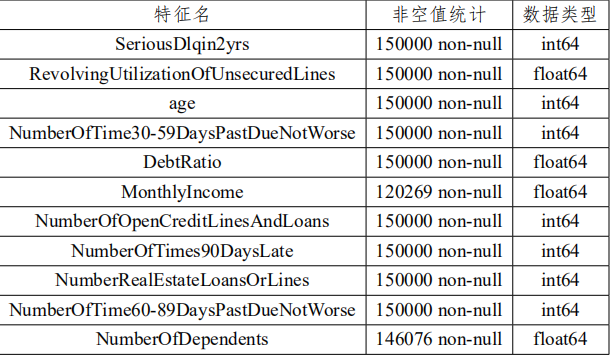 特征名 非空值统计 数据类型
SeriousDlqin2yrs 150000 non-null int64
RevolvingUtilizationOfUnsecuredLines 150000 non-null float64
age 150000 non-null int64
NumberOfTime30-59DaysPastDueNotWorse 150000 non-null int64
DebtRatio 150000 non-null float64
MonthlyIncome 120269 non-null float64
NumberOfOpenCreditLinesAndLoans 150000 non-null int64
NumberOfTimes90DaysLate 150000 non-null int64
NumberRealEstateLoansOrLines 150000 non-null int64
NumberOfTime60-89DaysPastDueNotWorse 150000 non-null int64
NumberOfDependents 146076 non-null float64